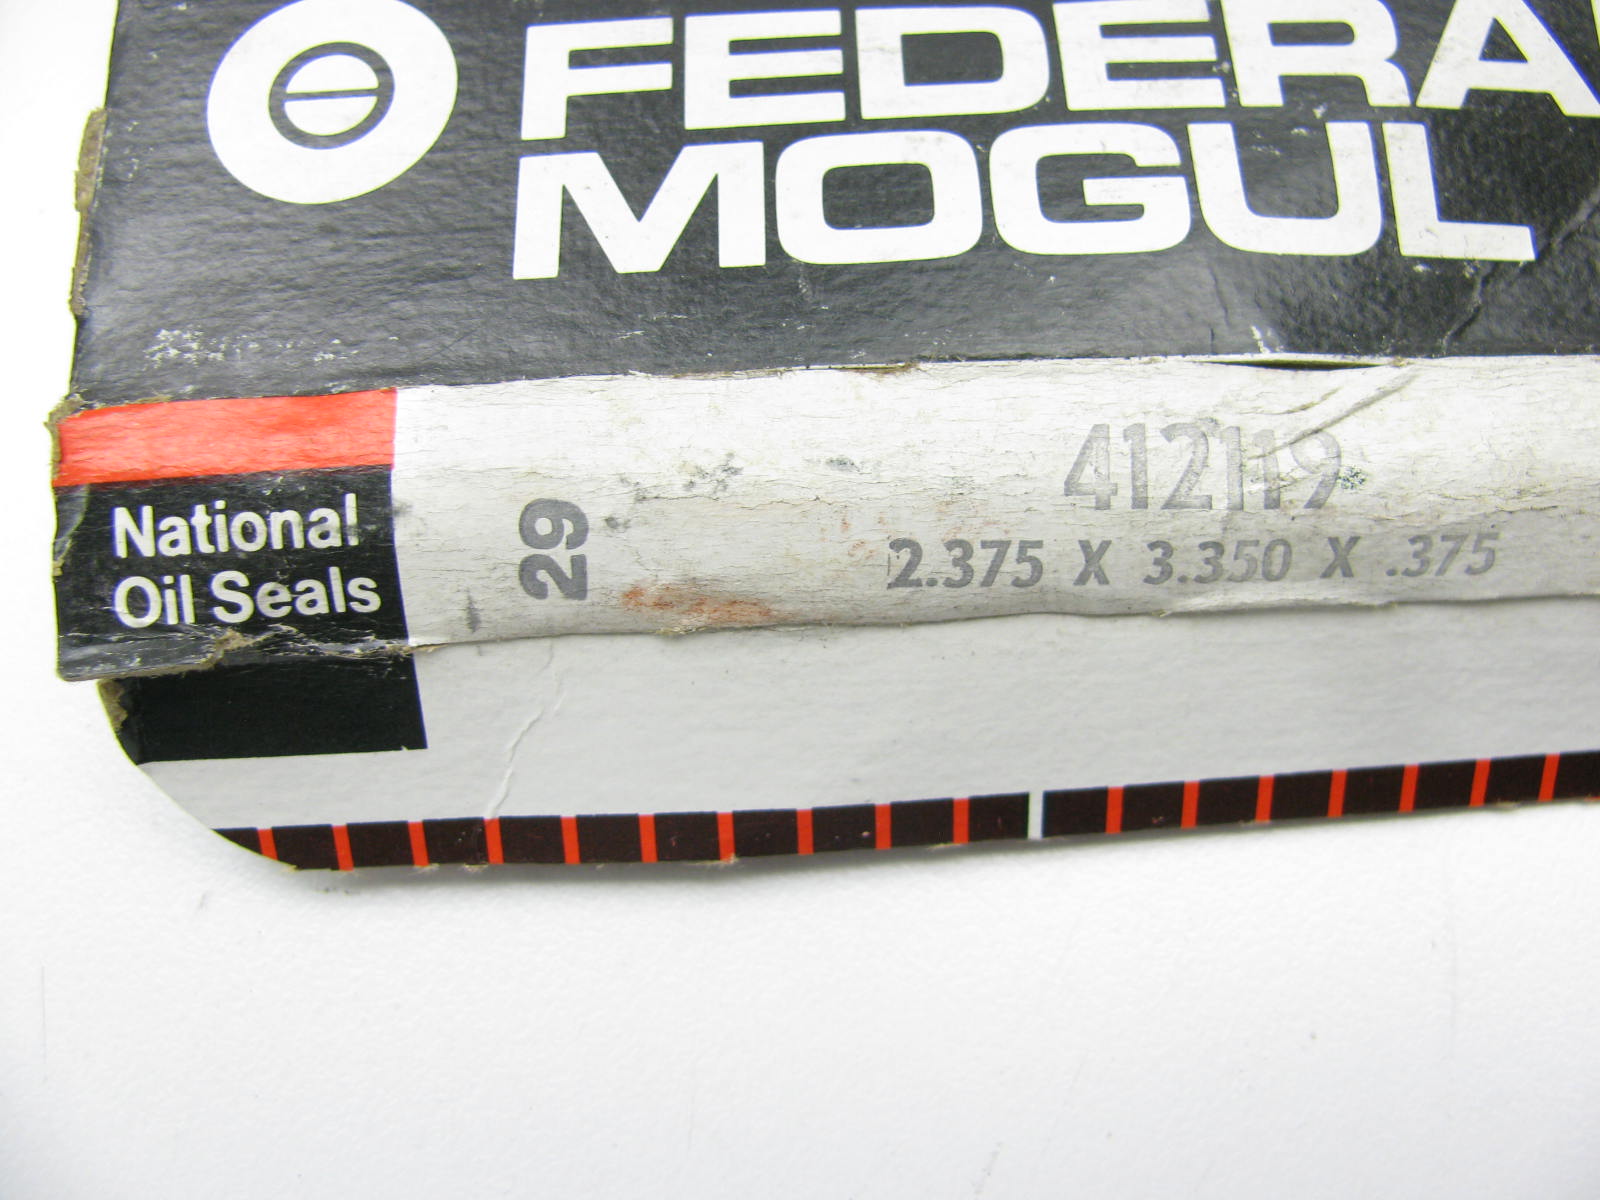 FEDERA
MOGUL
National
Oil Seals
29
412119
2.375 X 3.350 X .375